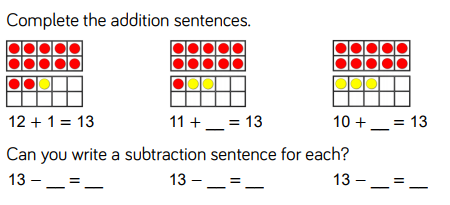 Complete the addition sentences.
12 + 1 = 13 11 + __ = 13 10 + __ = 13
Can you write a subtraction sentence for each?
13 – __ = __ 13 – __ = __ 13 – __ = __